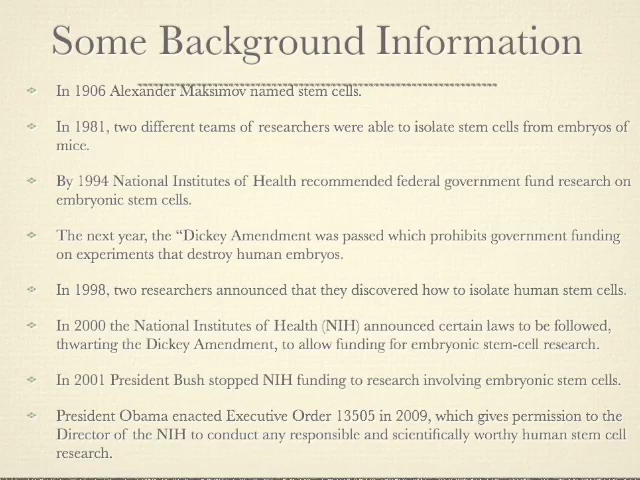 Some Background Information
In 1906 Alexander Maksimov named stem cells.
In 1981, two different teams of researchers were able to isolate stem cells from embryos of
mice.
By 1994 National Institutes of Health recommended federal government fund research on
embryonic stem cells.
The next year, the “Dickey Amendment was passed which prohibits government funding
on experiments that destroy human embryos.
In 1998, two researchers announced that they discovered how to isolate human stem cells.
In 2000 the National Institutes of Health (NIH) announced certain laws to be followed,
thwarting the Dickey Amendment, to allow funding for embryonic stem-cell research.
In 2001 President Bush stopped NIH funding to research involving embryonic stem cells.
President Obama enacted Executive Order 13505 in 2009, which gives permission to the
Director of the NIH to conduct any responsible and scientifically worthy human stem cell
research.